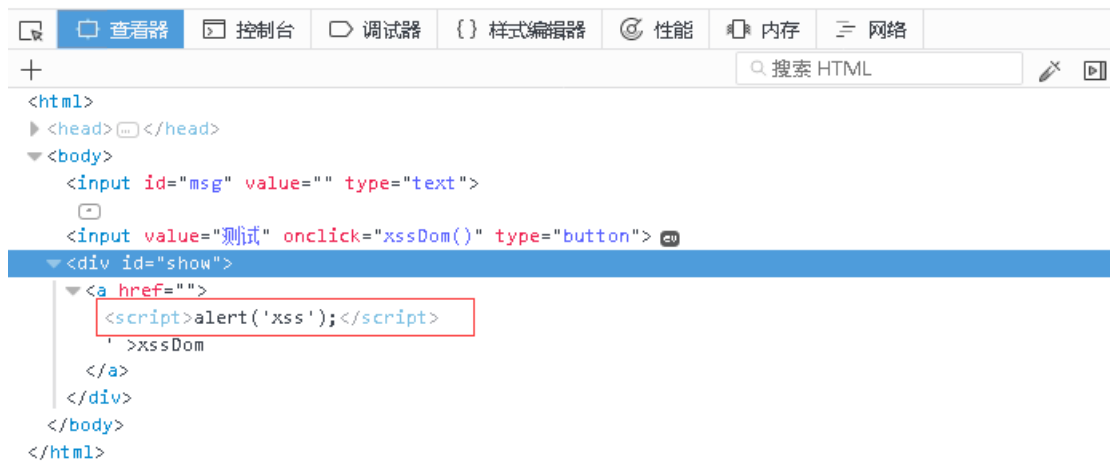 查看器 控制台 调试器 {} 样式编辑器 性能 内存 网络
+ 搜索 HTML
<html>
<head>…</head>
<body>
<input id="msg" value="" type="text">
<input value="测试" onclick="xssDom()" type="button"> ev
<div id="show">
<a href="">
<script>alert('xss');</script>
' >xssDom
</a>
</div>
</body>
</html>